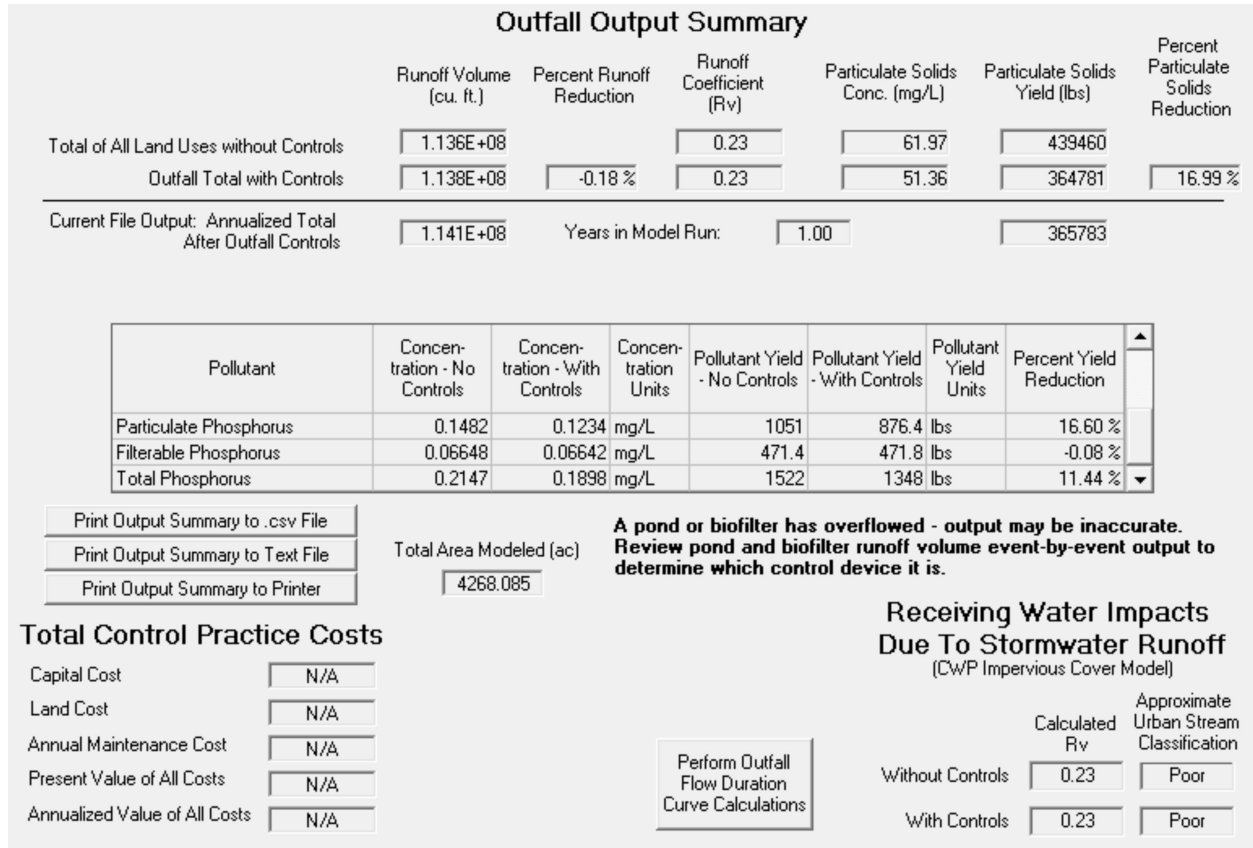 Outfall Output Summary
Runoff Volume (cu. ft.)
Percent Runoff Reduction
Runoff Coefficient (Rv)
Particulate Solids Conc. (mg/L)
Particulate Solids Yield (lbs)
Percent Particulate Solids Reduction
Total of All Land Uses without Controls 1.136E+08 0.23 61.97 439460
Outfall Total with Controls 1.138E+08 -0.18 % 0.23 51.36 364781 16.99 %
Current File Output: Annualized Total After Outfall Controls 1.141E+08 Years in Model Run: 1.00 365783
Pollutant
Concen-tration - No Controls
Concen-tration - With Controls
Concen-tration Units
Pollutant Yield - No Controls
Pollutant Yield - With Controls
Pollutant Yield Units
Percent Yield Reduction
Particulate Phosphorus 0.1482 0.1234 mg/L 1051 876.4 lbs 16.60 %
Filterable Phosphorus 0.06648 0.06642 mg/L 471.4 471.8 lbs -0.08 %
Total Phosphorus 0.2147 0.1898 mg/L 1522 1348 lbs 11.44 %
Print Output Summary to .csv File
Print Output Summary to Text File
Print Output Summary to Printer
Total Area Modeled (ac)
4268.085
A pond or biofilter has overflowed - output may be inaccurate.
Review pond and biofilter runoff volume event-by-event output to
determine which control device it is.
Total Control Practice Costs
Capital Cost N/A
Land Cost N/A
Annual Maintenance Cost N/A
Present Value of All Costs N/A
Annualized Value of All Costs N/A
Perform Outfall
Flow Duration
Curve Calculations
Receiving Water Impacts
Due To Stormwater Runoff
(CWP Impervious Cover Model)
Calculated Rv
Approximate Urban Stream Classification
Without Controls 0.23 Poor
With Controls 0.23 Poor